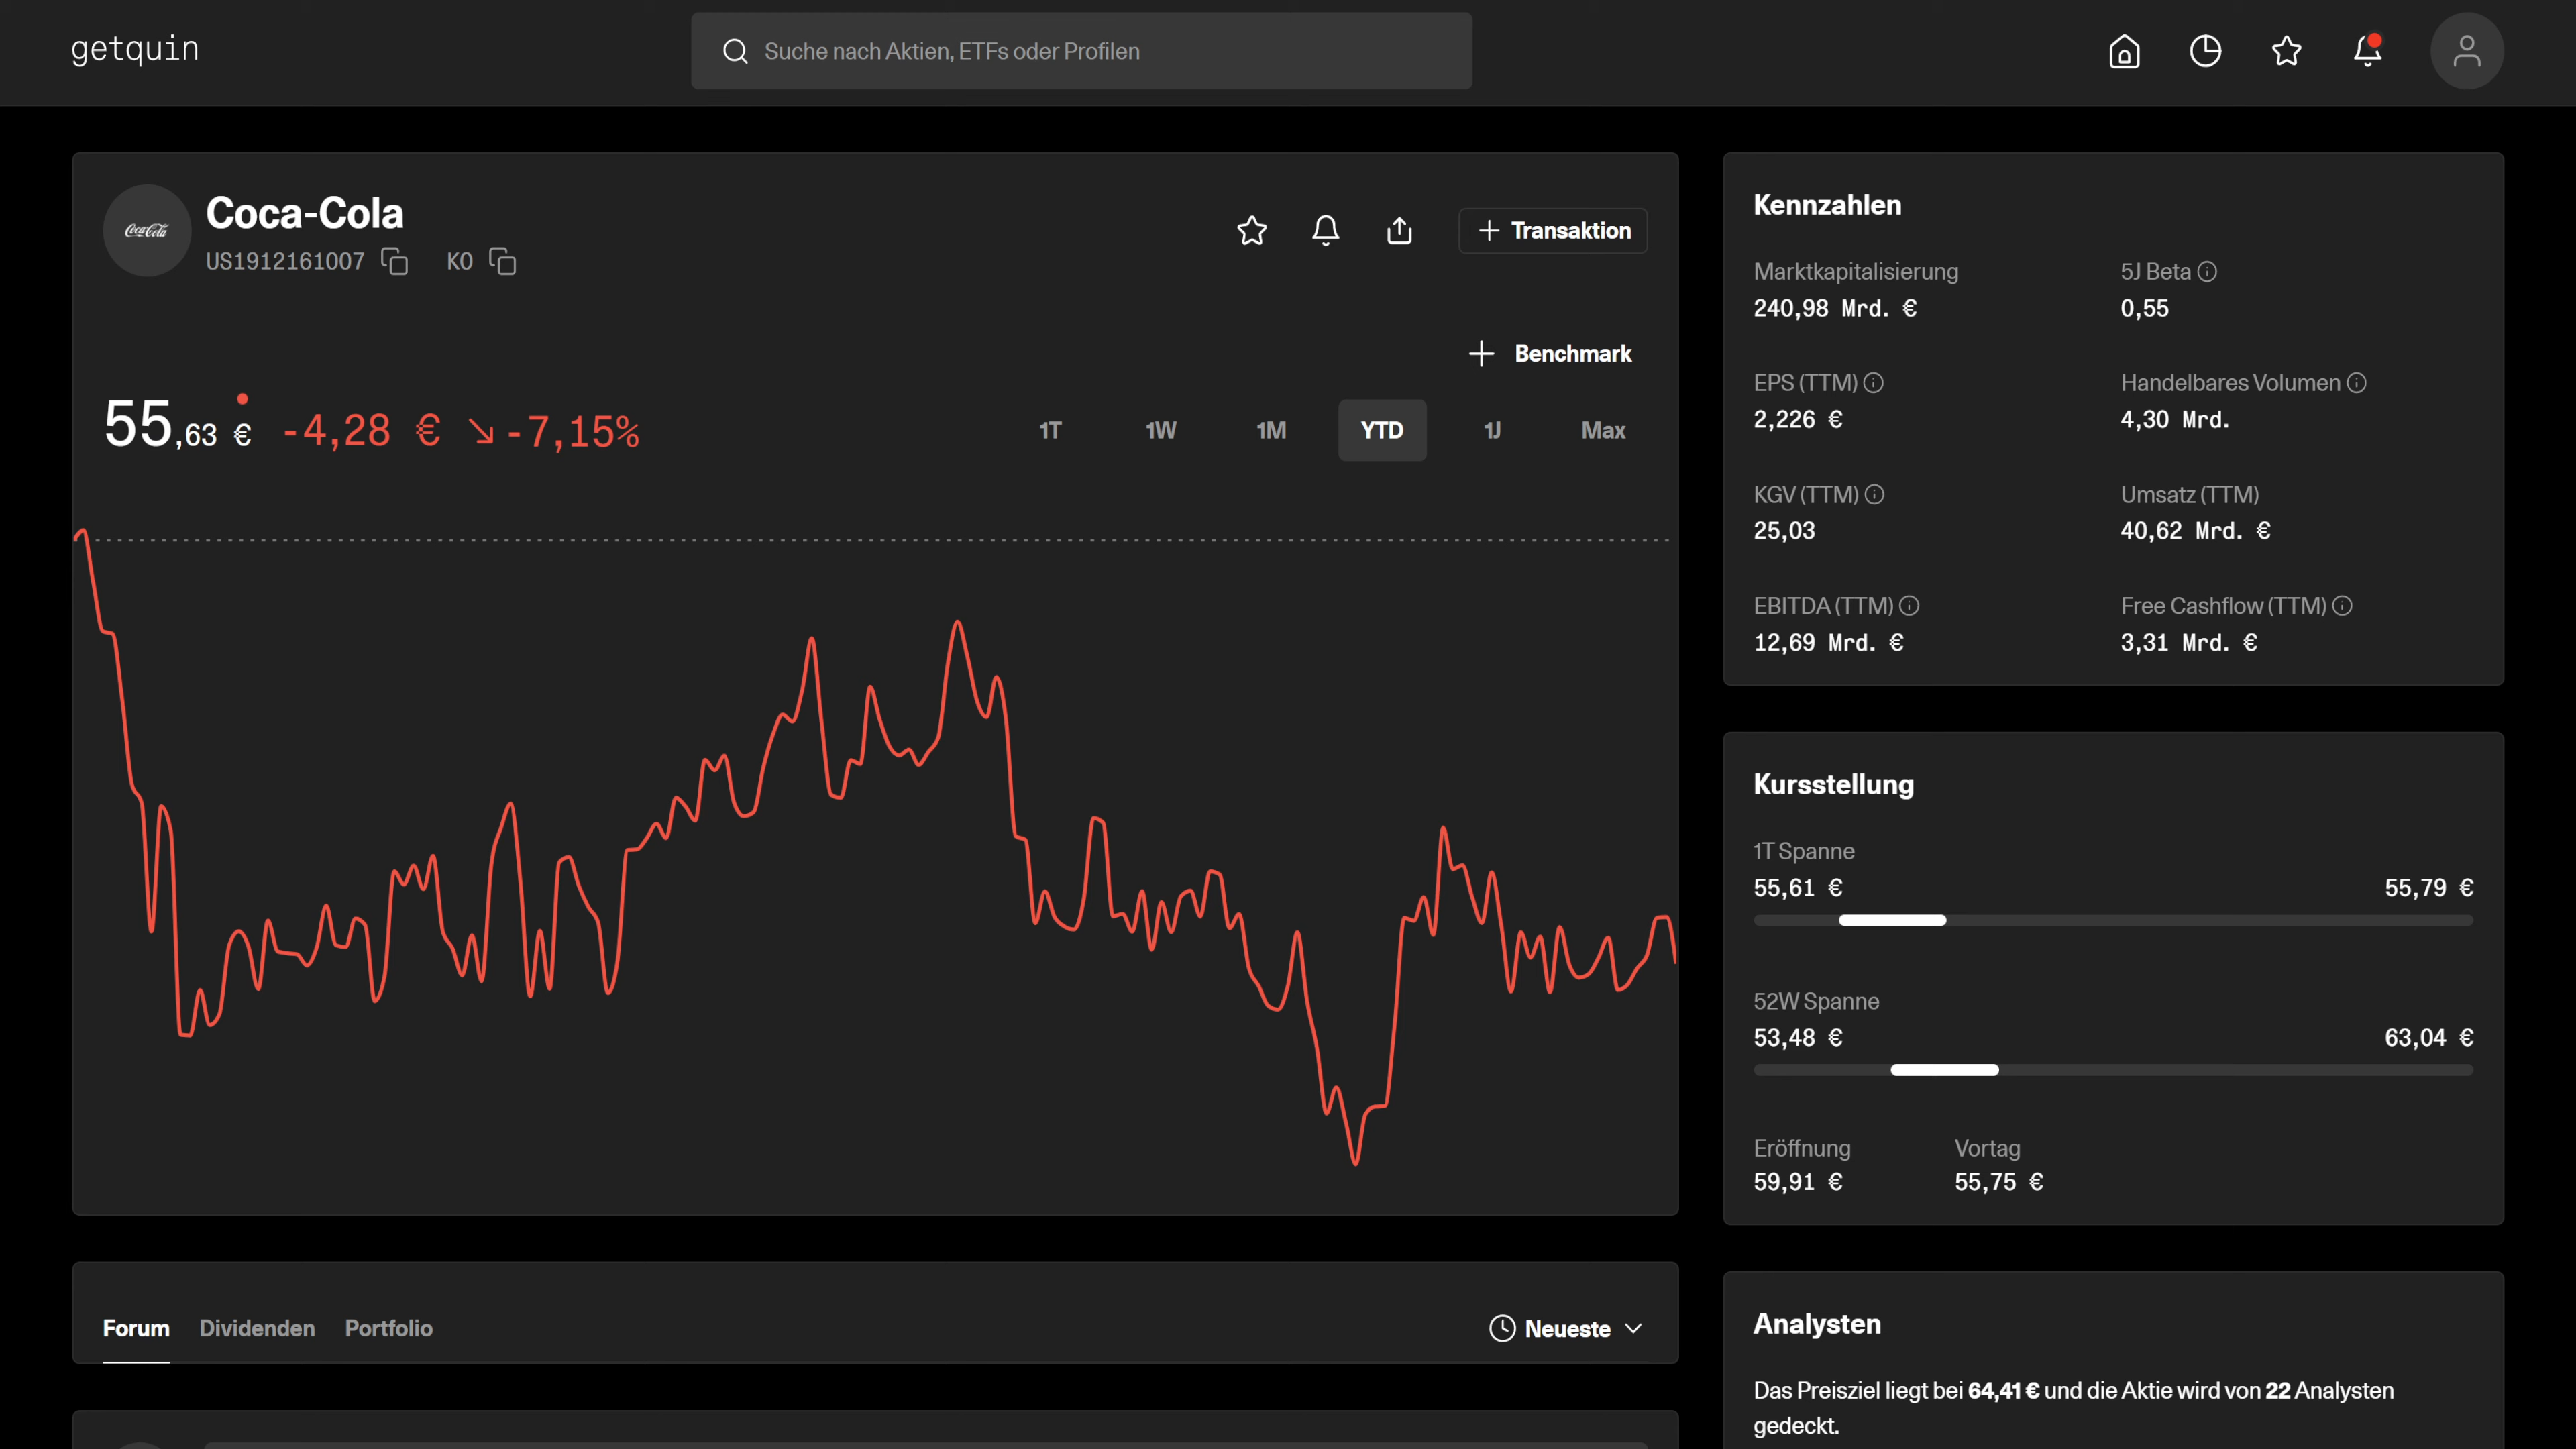 getquin
Suche nach Aktien, ETFs oder Profilen
Coca-Cola
Coca-Cola
US1912161007
KO
Transaktion
Benchmark
55,63 € -4,28 € -7,15%
1T 1W 1M YTD 1J Max
Forum Dividenden Portfolio
Neueste
Kennzahlen
Marktkapitalisierung 5J Beta
240,98 Mrd. € 0,55
EPS (TTM) Handelbares Volumen
2,226 € 4,30 Mrd.
KGV (TTM) Umsatz (TTM)
25,03 40,62 Mrd. €
EBITDA (TTM) Free Cashflow (TTM)
12,69 Mrd. € 3,31 Mrd. €
Kursstellung
1T Spanne
55,61 € 55,79 €
52W Spanne
53,48 € 63,04 €
Eröffnung Vortag
59,91 € 55,75 €
Analysten
Das Preisziel liegt bei 64,41 € und die Aktie wird von 22 Analysten
gedeckt.